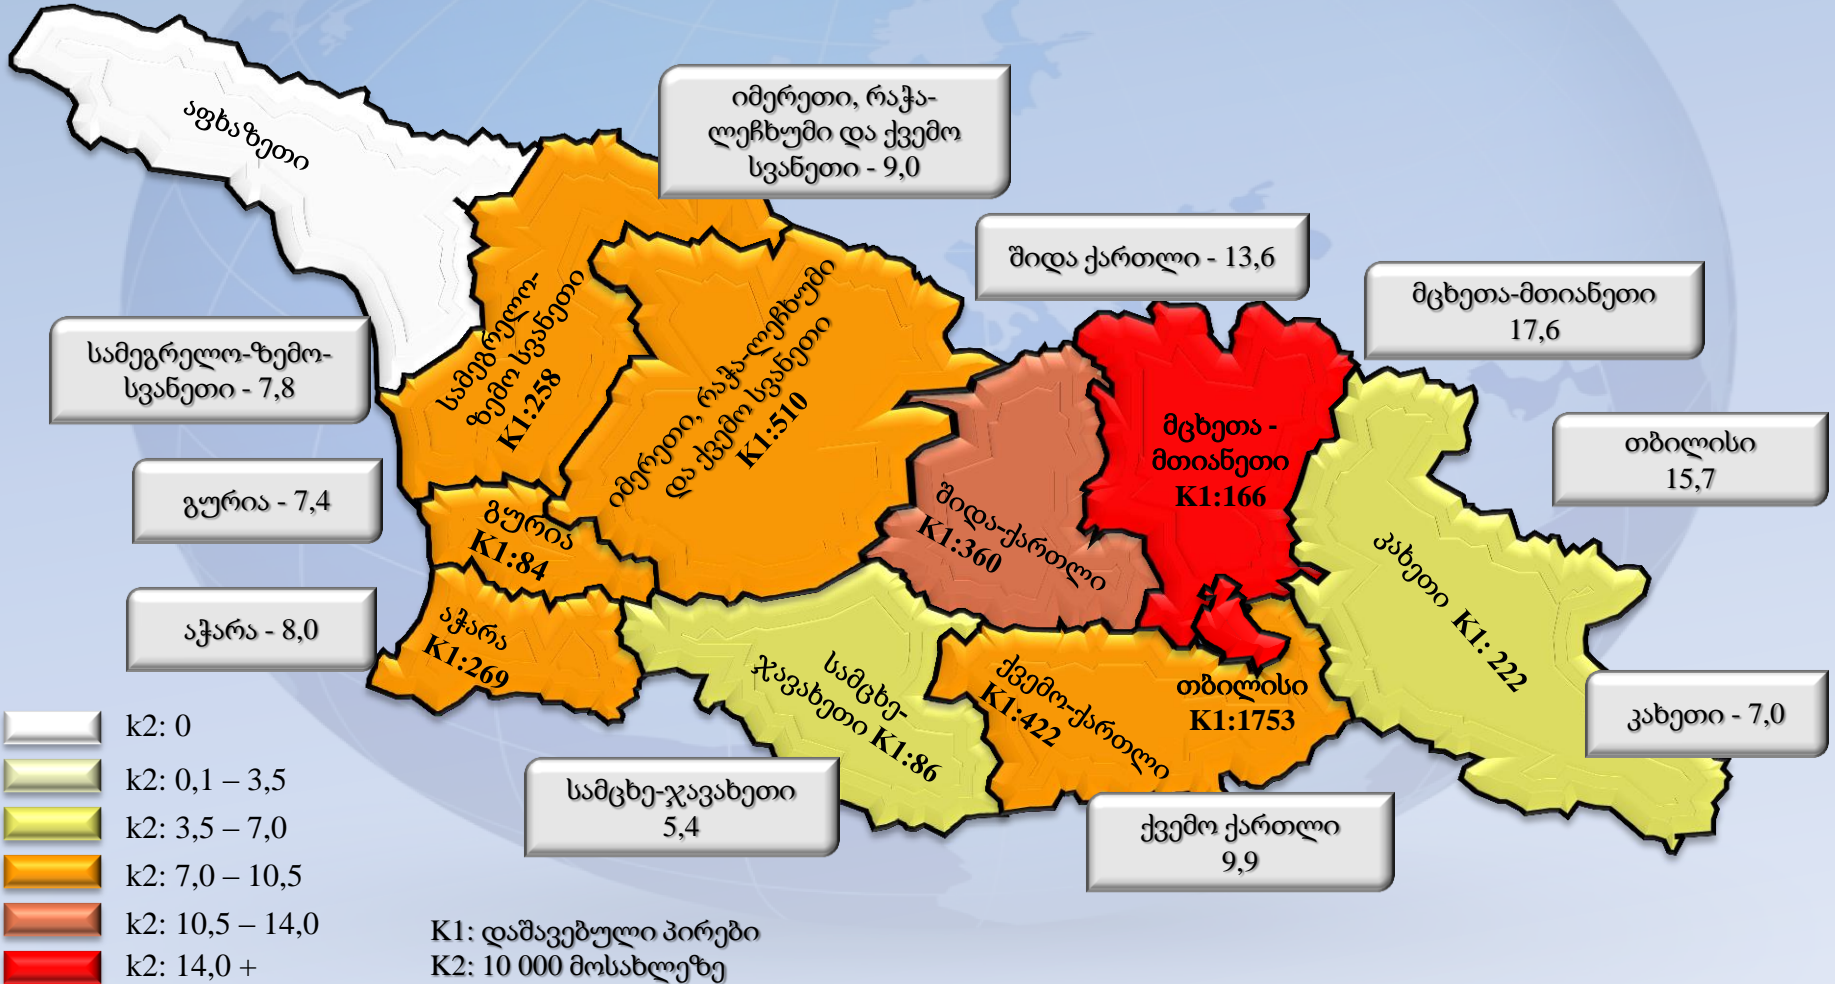 აფხაზეთი
იმერეთი, რაჭა-
ლეჩხუმი და ქვემო
სვანეთი - 9,0
შიდა ქართლი - 13,6
მცხეთა-მთიანეთი
17,6
სამეგრელო-ზემო-
სვანეთი - 7,8
სამეგრელო-
ზემო სვანეთი
K1:258
იმერეთი, რაჭა-ლეჩხუმი
და ქვემო სვანეთი
K1:510
მცხეთა -
მთიანეთი
K1:166
თბილისი
15,7
გურია - 7,4
გურია
K1:84
შიდა-ქართლი
K1:360
კახეთი K1: 222
აჭარა - 8,0
აჭარა
K1:269
სამცხე-
ჯავახეთი K1:86
ქვემო-ქართლი
K1:422
თბილისი
K1:1753
კახეთი - 7,0
სამცხე-ჯავახეთი
5,4
ქვემო ქართლი
9,9
k2: 0
k2: 0,1 – 3,5
k2: 3,5 – 7,0
k2: 7,0 – 10,5
k2: 10,5 – 14,0
k2: 14,0 +
K1: დაშავებული პირები
K2: 10 000 მოსახლეზე